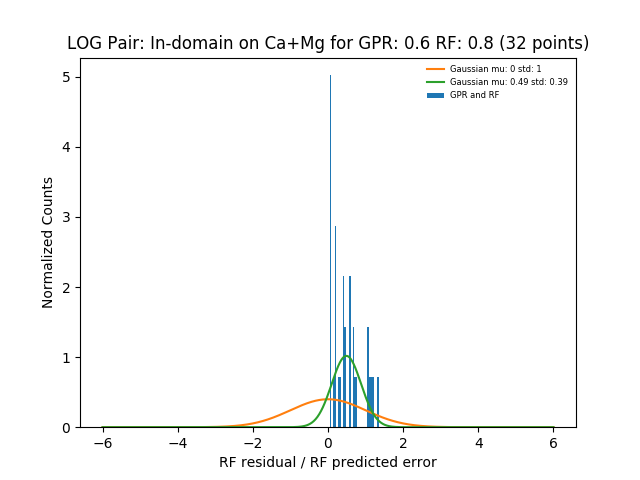 LOG Pair: In-domain on Ca+Mg for GPR: 0.6 RF: 0.8 (32 points)
Gaussian mu: 0 std: 1
Gaussian mu: 0.49 std: 0.39
GPR and RF
Normalized Counts
5
4
3
2
1
0
−6 −4 −2 0 2 4 6
RF residual / RF predicted error